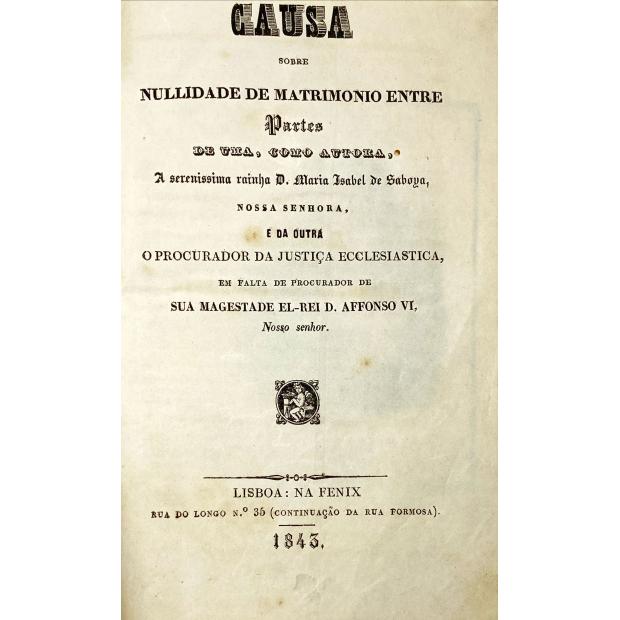 CAUSA
SOBRE
NULLIDADE DE MATRIMONIO ENTRE
Partes
DE UMA, COMO AUTORA,
A serenissima rainha D. Maria Isabel de Saboya,
NOSSA SENHORA,
E DA OUTRA
O PROCURADOR DA JUSTIÇA ECCLESIASTICA,
EM FALTA DE PROCURADOR DE
SUA MAGESTADE EL-REI D. AFFONSO VI,
Nosso senhor.
LISBOA: NA FENIX
RUA DO LONGO N.º 35 (CONTINUAÇÃO DA RUA FORMOSA).
1843.